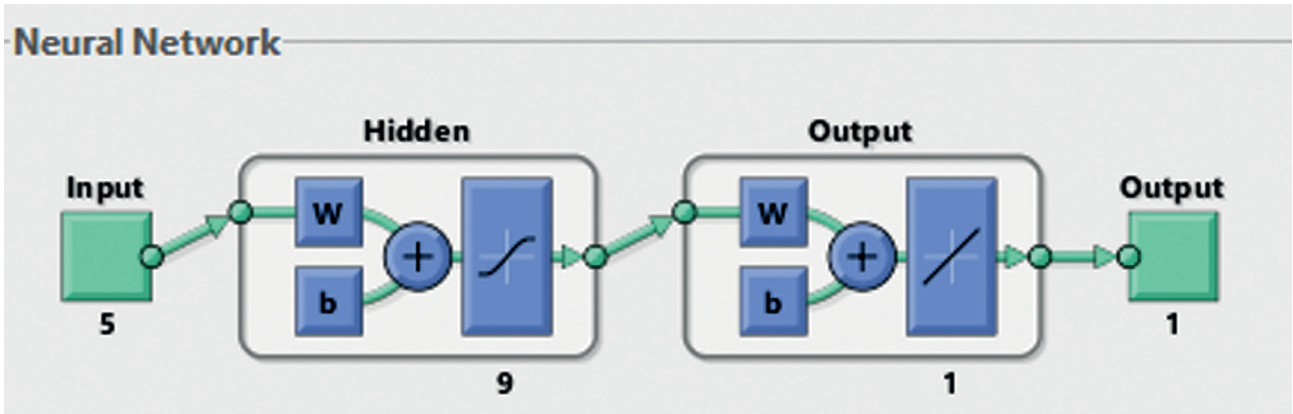 Neural Network
Hidden
Output
Input
Output
W
W
+
+
b
b
5
1
9
1